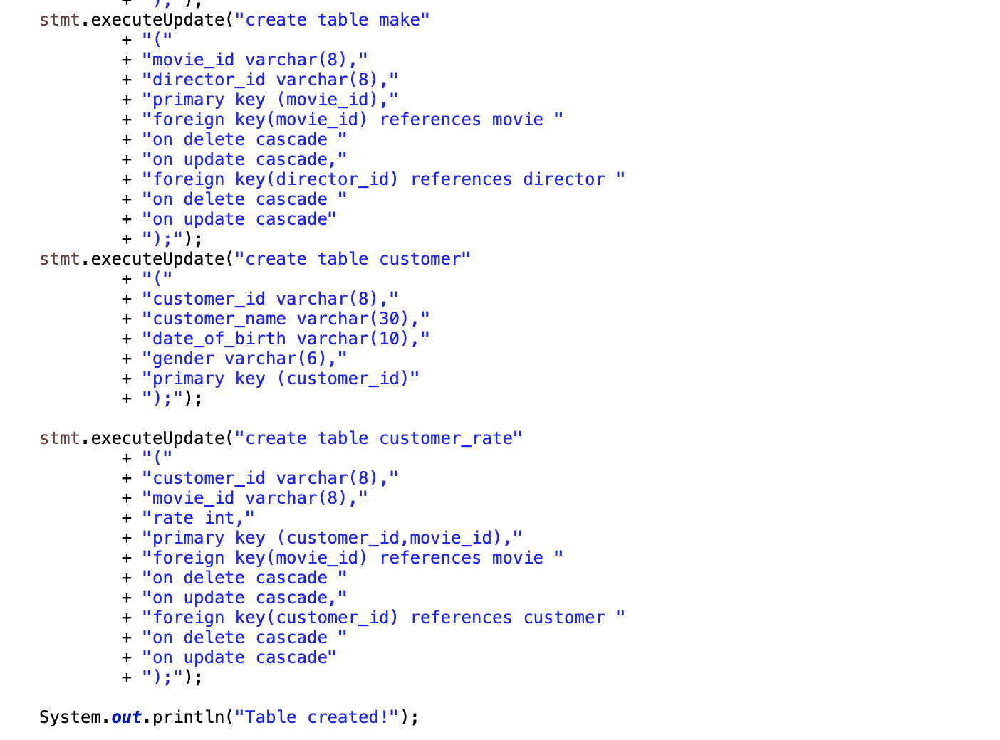 + ");");
stmt.executeUpdate("create table make"
+ "("
+ "movie_id varchar(8),"
+ "director_id varchar(8),"
+ "primary key (movie_id),"
+ "foreign key(movie_id) references movie "
+ "on delete cascade "
+ "on update cascade,"
+ "foreign key(director_id) references director "
+ "on delete cascade "
+ "on update cascade"
+ ");");
stmt.executeUpdate("create table customer"
+ "("
+ "customer_id varchar(8),"
+ "customer_name varchar(30),"
+ "date_of_birth varchar(10),"
+ "gender varchar(6),"
+ "primary key (customer_id)"
+ ");");
stmt.executeUpdate("create table customer_rate"
+ "("
+ "customer_id varchar(8),"
+ "movie_id varchar(8),"
+ "rate int,"
+ "primary key (customer_id,movie_id),"
+ "foreign key(movie_id) references movie "
+ "on delete cascade "
+ "on update cascade,"
+ "foreign key(customer_id) references customer "
+ "on delete cascade "
+ "on update cascade"
+ ");");
System.out.println("Table created!");